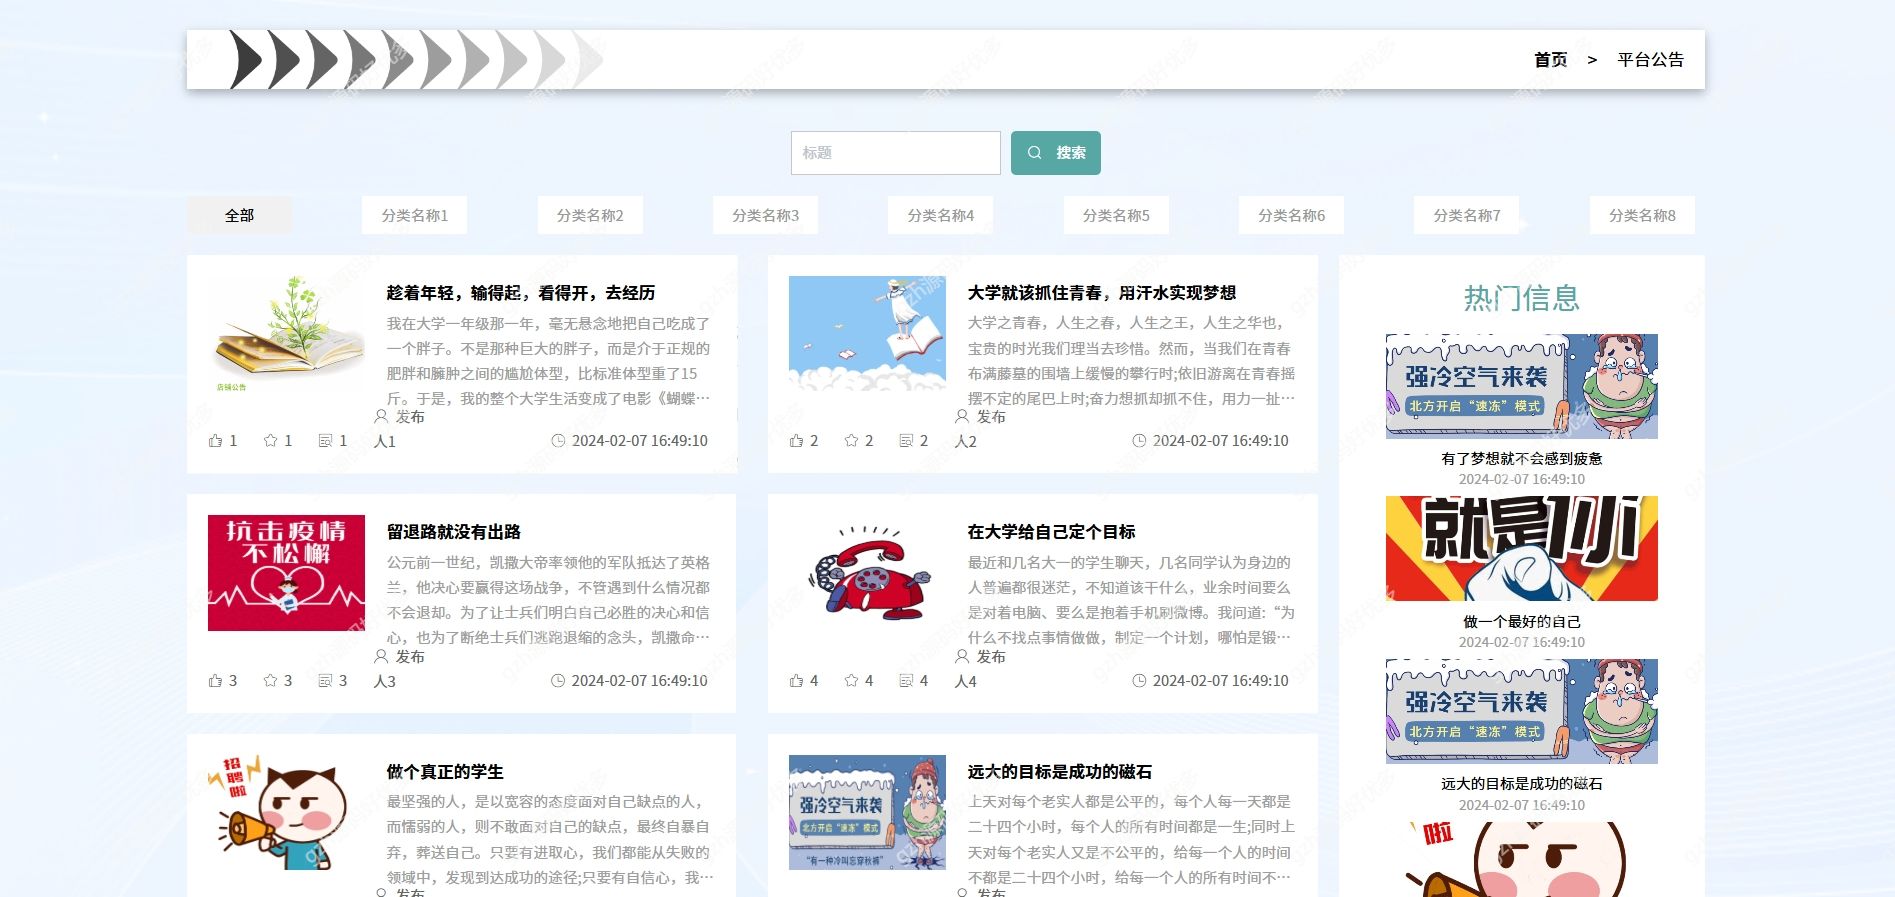 首页 > 平台公告
标题
搜索
全部 分类名称1 分类名称2 分类名称3 分类名称4 分类名称5 分类名称6 分类名称7 分类名称8
店铺公告
趁着年轻，输得起，看得开，去经历
我在大学一年级那一年，毫无悬念地把自己吃成了
一个胖子。不是那种巨大的胖子，而是介于正规的
肥胖和臃肿之间的尴尬体型，比标准体型重了15
斤。于是，我的整个大学生活变成了电影《蝴蝶…
1 1 1 发布
人1 2024-02-07 16:49:10
大学就该抓住青春，用汗水实现梦想
大学之青春，人生之春，人生之王，人生之华也，
宝贵的时光我们理当去珍惜。然而，当我们在青春
布满藤蔓的围墙上缓慢的攀行时;依旧游离在青春摇
摆不定的尾巴上时;奋力想抓却抓不住，用力一扯…
2 2 2 发布
人2 2024-02-07 16:49:10
抗击疫情
不松懈
留退路就没有出路
公元前一世纪，凯撒大帝率领他的军队抵达了英格
兰，他决心要赢得这场战争，不管遇到什么情况都
不会退却。为了让士兵们明白自己必胜的决心和信
心，也为了断绝士兵们逃跑退缩的念头，凯撒命…
3 3 3 发布
人3 2024-02-07 16:49:10
在大学给自己定个目标
最近和几名大一的学生聊天，几名同学认为身边的
人普遍都很迷茫，不知道该干什么，业余时间要么
是对着电脑、要么是抱着手机刷微博。我问道: “为
什么不找点事情做做，制定一个计划，哪怕是锻…
4 4 4 发布
人4 2024-02-07 16:49:10
招聘啦
做个真正的学生
最坚强的人，是以宽容的态度面对自己缺点的人，
而懦弱的人，则不敢面对自己的缺点，最终自暴自
弃，葬送自己。只要有进取心，我们都能从失败的
领域中，发现到达成功的途径;只要有自信心，我…
发布
强冷空气来袭
北方开启“速冻”模式
“有一种冷叫忘穿秋裤”
远大的目标是成功的磁石
上天对每个老实人都是公平的，每个人每一天都是
二十四个小时，每个人的所有时间都是一生;同时上
天对每个老实人又是不公平的，给每一个人的时间
不都是二十四个小时，给每一个人的所有时间不…
发布
热门信息
强冷空气来袭
北方开启“速冻”模式
有了梦想就不会感到疲惫
2024-02-07 16:49:10
就是1小
做一个最好的自己
2024-02-07 16:49:10
强冷空气来袭
北方开启“速冻”模式
远大的目标是成功的磁石
2024-02-07 16:49:10
啦